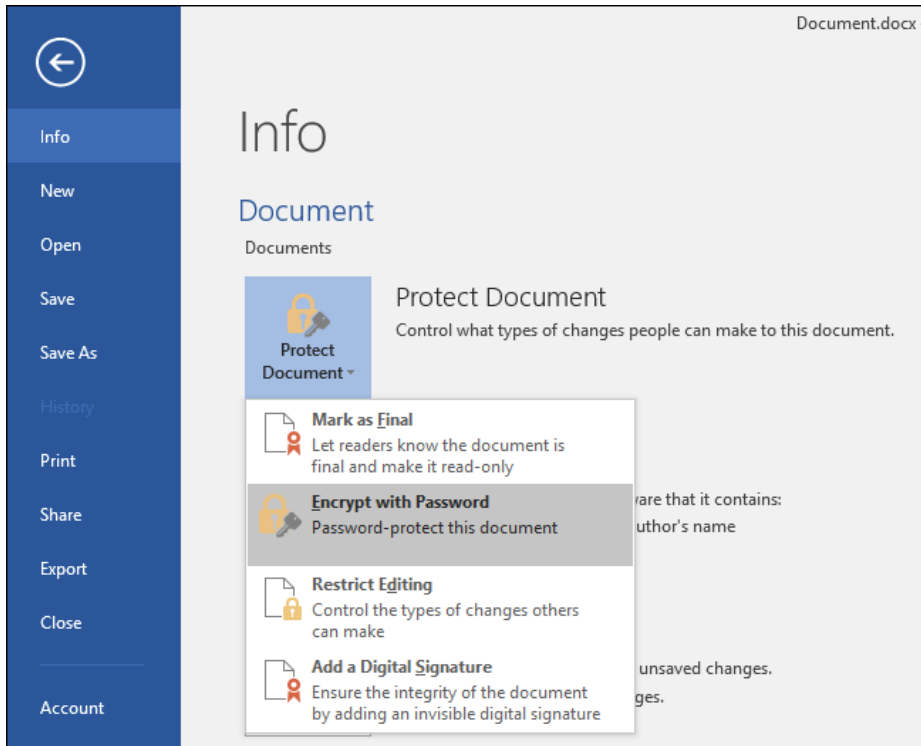 Document.docx
Info
New
Open
Save
Save As
History
Print
Share
Export
Close
Account
Info
Document
Documents
Protect
Document
Protect Document
Control what types of changes people can make to this document.
Mark as Final
Let readers know the document is
final and make it read-only
Encrypt with Password
Password-protect this document
Restrict Editing
Control the types of changes others
can make
Add a Digital Signature
Ensure the integrity of the document
by adding an invisible digital signature
that it contains:
name
unsaved changes.